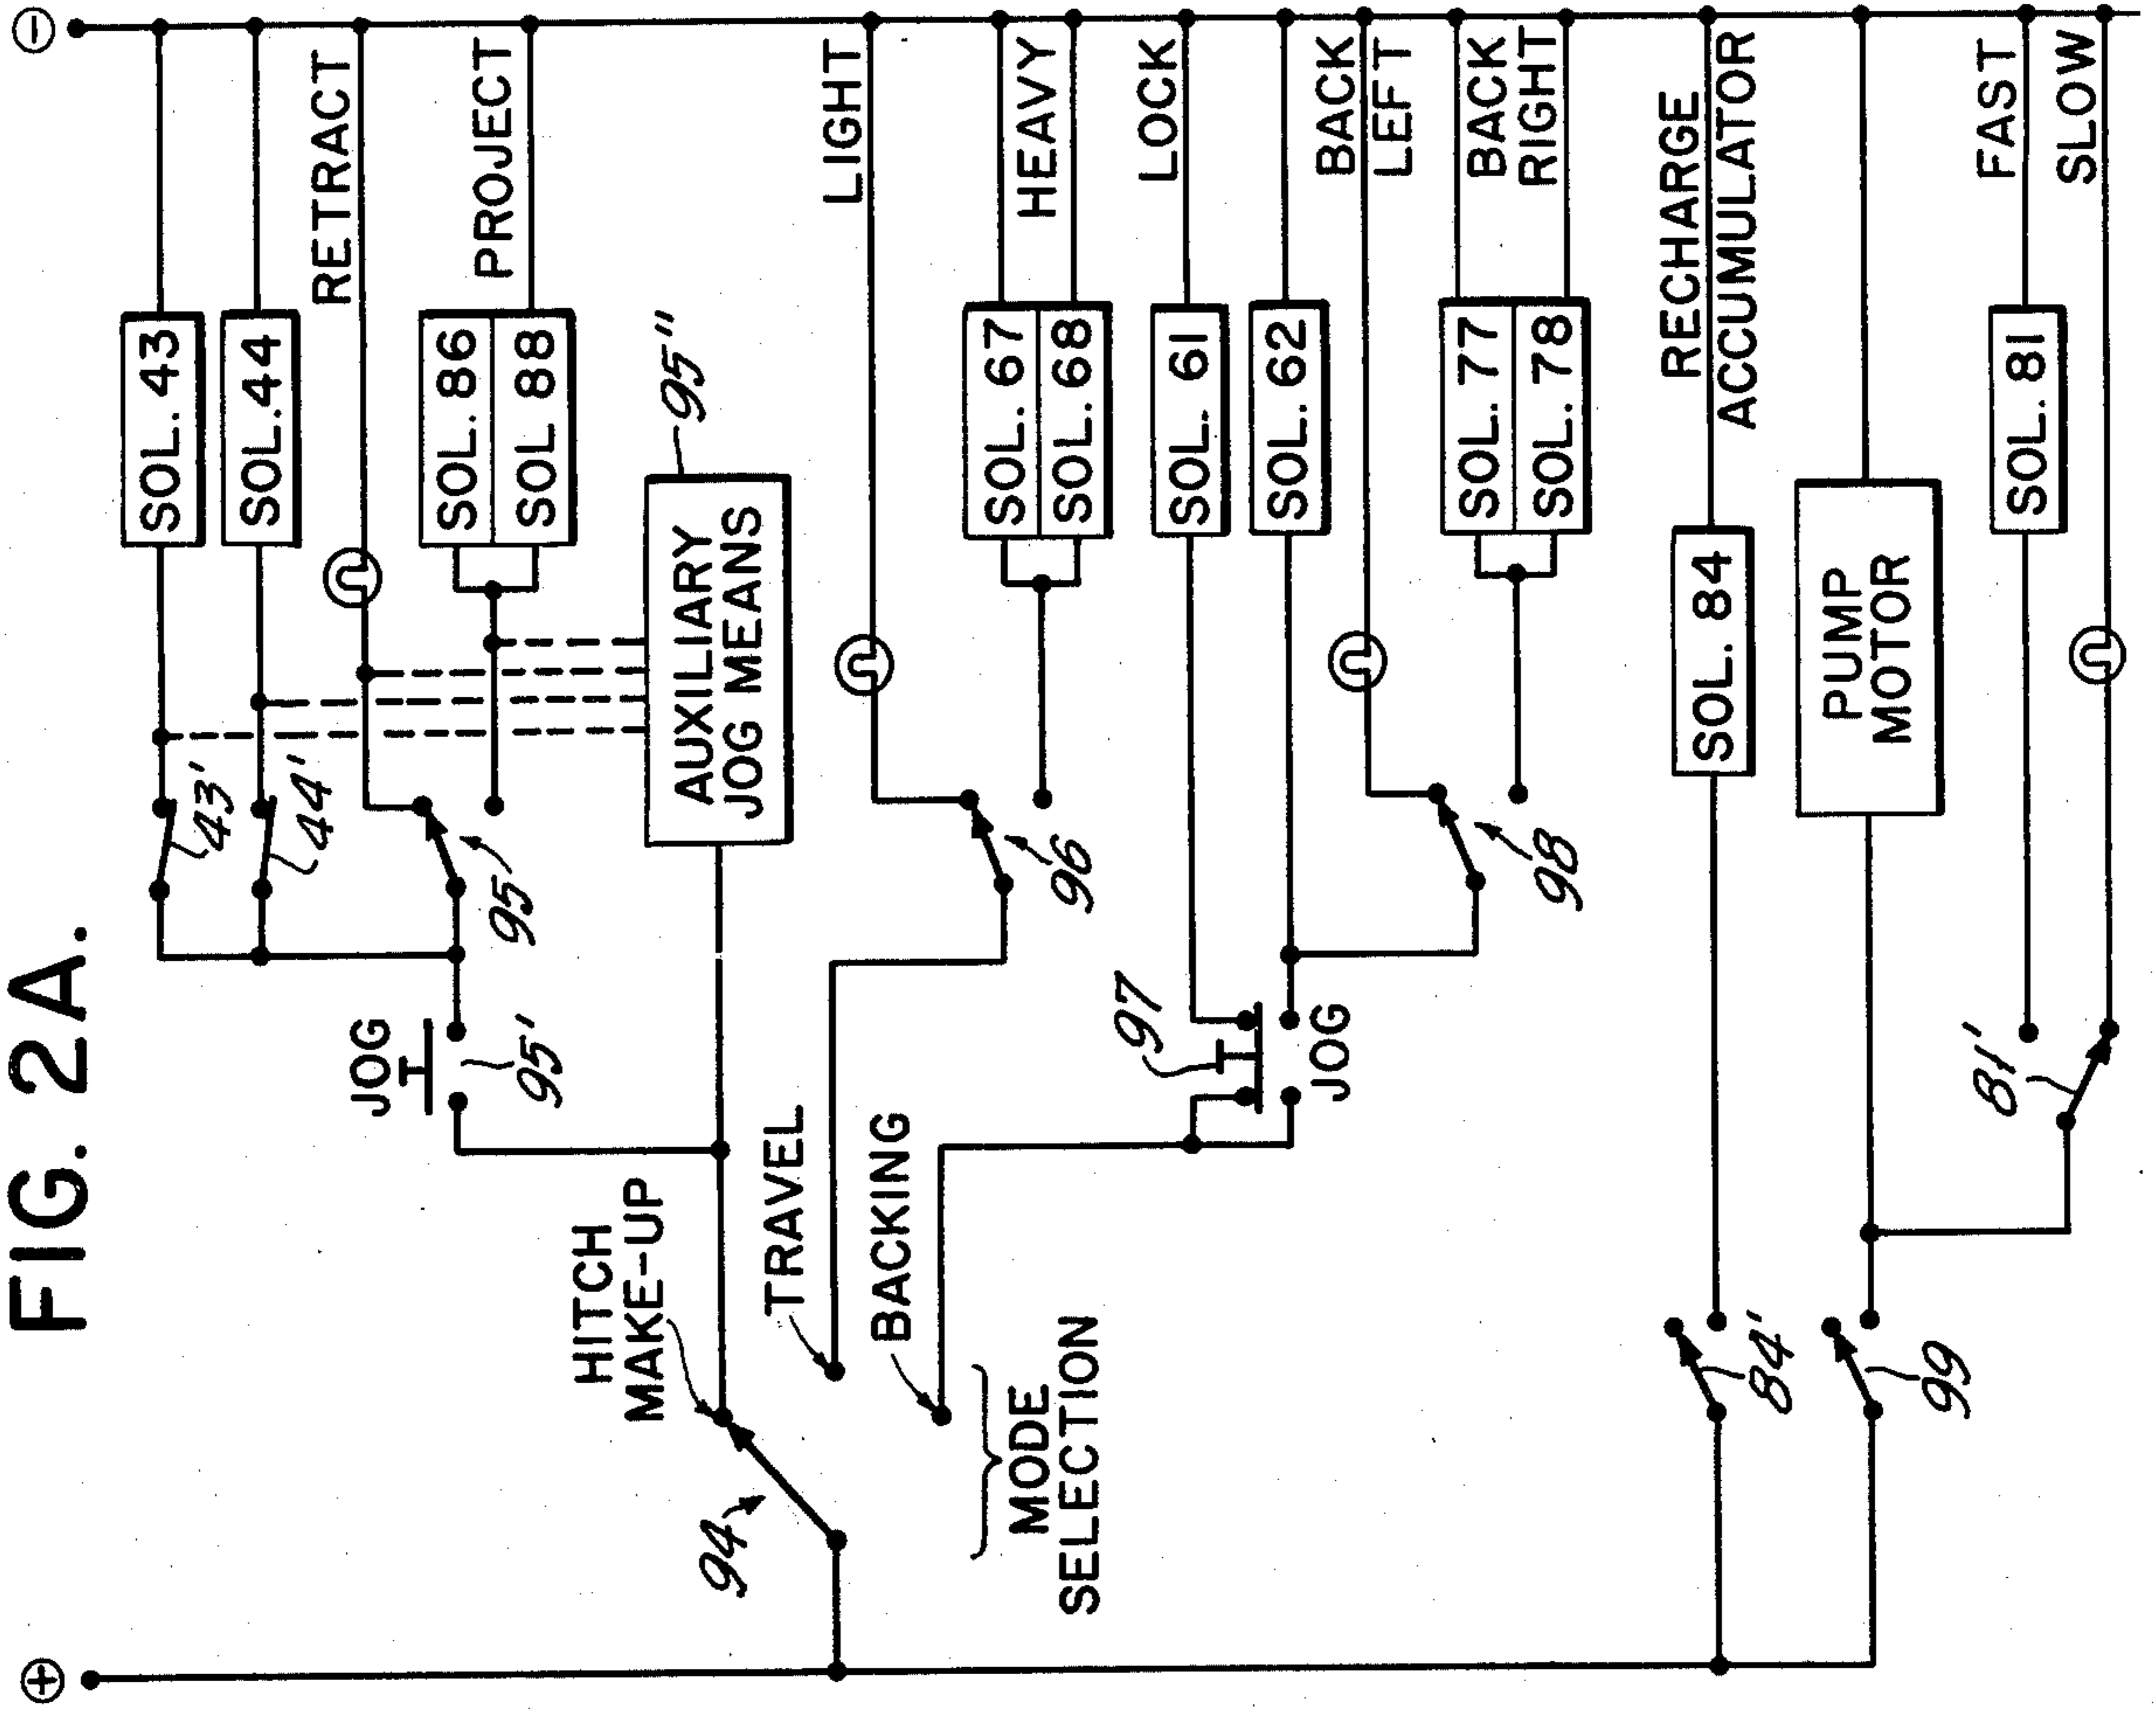 FIG. 2A.
⊕
⊖
SOL. 43
43'
SOL. 44
44'
RETRACT
JOG
95'
95'
SOL. 86
SOL 88
PROJECT
AUXILIARY
JOG MEANS
95"
HITCH
MAKE-UP
TRAVEL
BACKING
94
MODE
SELECTION
LIGHT
96
SOL. 67
SOL. 68
HEAVY
97
JOG
SOL. 61
LOCK
SOL. 62
BACK
LEFT
98
SOL. 77
SOL. 78
BACK
RIGHT
84'
SOL. 84
RECHARGE
ACCUMULATOR
99
PUMP
MOTOR
81'
SOL. 81
FAST
SLOW